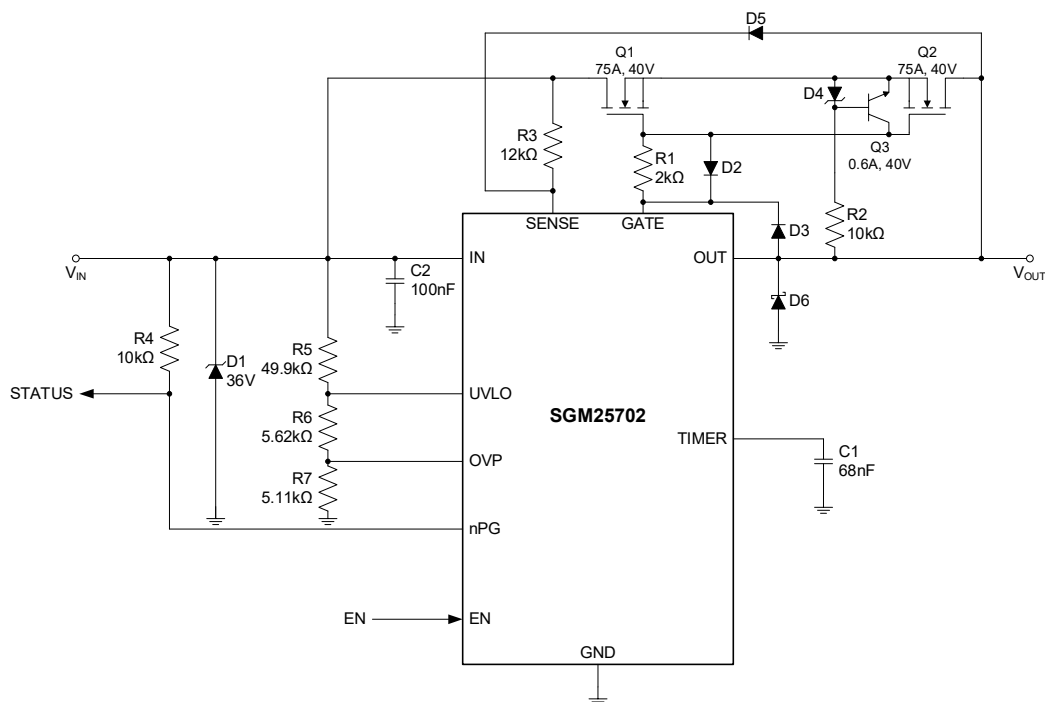 D5
Q1
75A, 40V
Q2
75A, 40V
D4
R3
12kΩ
R1
2kΩ
D2
Q3
0.6A, 40V
SENSE
GATE
R2
10kΩ
D3
VIN
IN
OUT
VOUT
C2
100nF
D6
R4
10kΩ
D1
36V
R5
49.9kΩ
STATUS
UVLO
R6
5.62kΩ
SGM25702
TIMER
C1
68nF
OVP
R7
5.11kΩ
nPG
EN
EN
GND